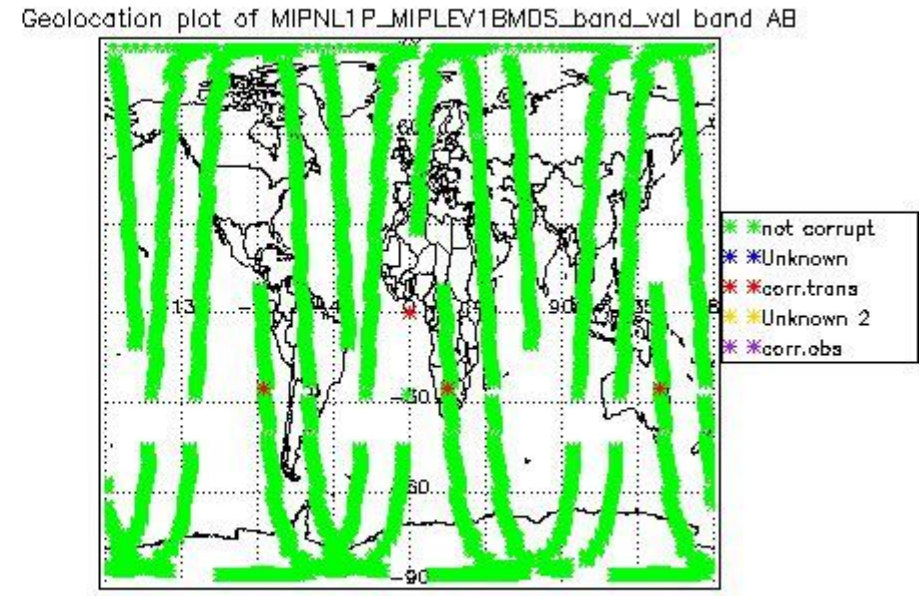 Geolocation plot of MIPNL1P_MIPLEV1BMDS_band_val band AB
60
90
-30
-60
-90
* *not corrupt
* *Unknown
* *corr.trans
* *Unknown 2
* *corr.obs